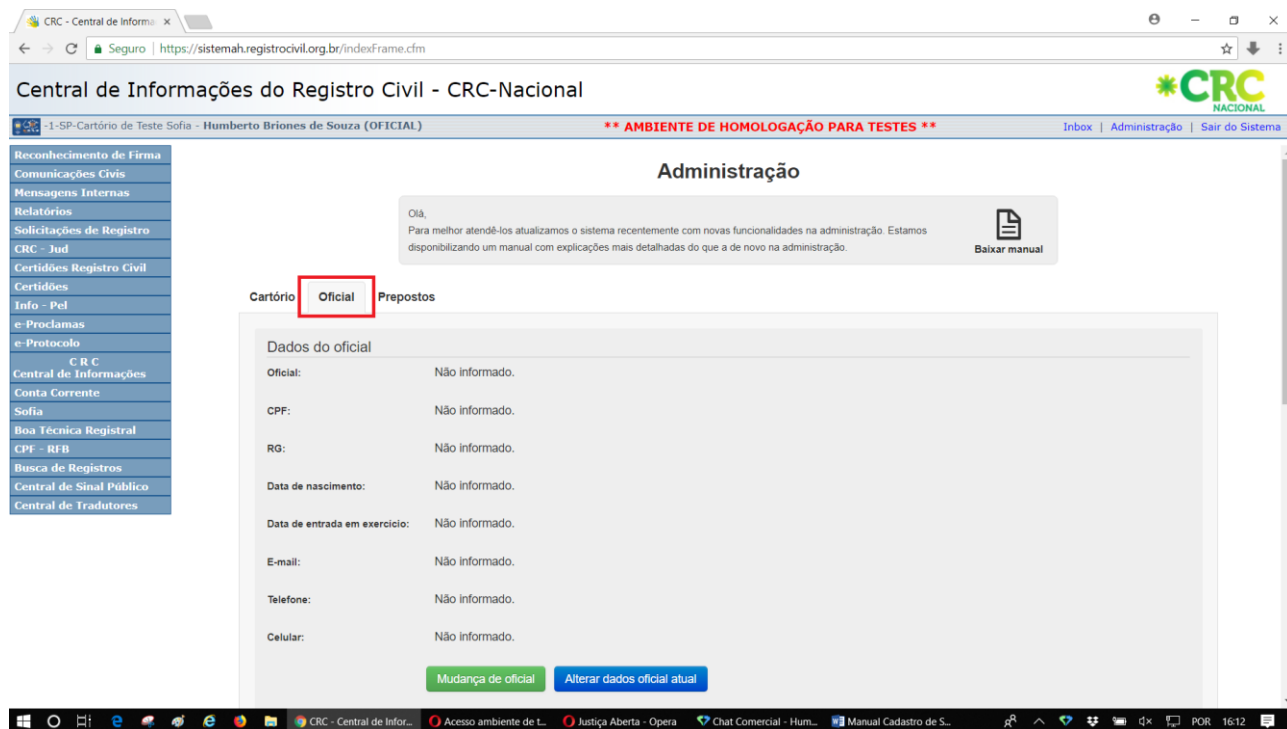 CRC - Central de Informa
Seguro | https://sistemah.registrocivil.org.br/indexFrame.cfm
Central de Informações do Registro Civil - CRC-Nacional
CRC
NACIONAL
-1-SP-Cartório de Teste Sofia - Humberto Briones de Souza (OFICIAL)
** AMBIENTE DE HOMOLOGAÇÃO PARA TESTES **
Inbox | Administração | Sair do Sistema
Reconhecimento de Firma
Comunicações Civis
Mensagens Internas
Relatórios
Solicitações de Registro
CRC - Jud
Certidões Registro Civil
Certidões
Info - Pel
e-Proclamas
e-Protocolo
C R C
Central de Informações
Conta Corrente
Sofia
Boa Técnica Registral
CPF - RFB
Busca de Registros
Central de Sinal Público
Central de Tradutores
Administração
Olá,
Para melhor atendê-los atualizamos o sistema recentemente com novas funcionalidades na administração. Estamos
disponibilizando um manual com explicações mais detalhadas do que a de novo na administração.
Baixar manual
Cartório Oficial Prepostos
Dados do oficial
Oficial: Não informado.
CPF: Não informado.
RG: Não informado.
Data de nascimento: Não informado.
Data de entrada em exercício: Não informado.
E-mail: Não informado.
Telefone: Não informado.
Celular: Não informado.
Mudança de oficial Alterar dados oficial atual
CRC - Central de Infor... Acesso ambiente de t... Justiça Aberta - Opera Chat Comercial - Hum... Manual Cadastro de S... POR 16:12